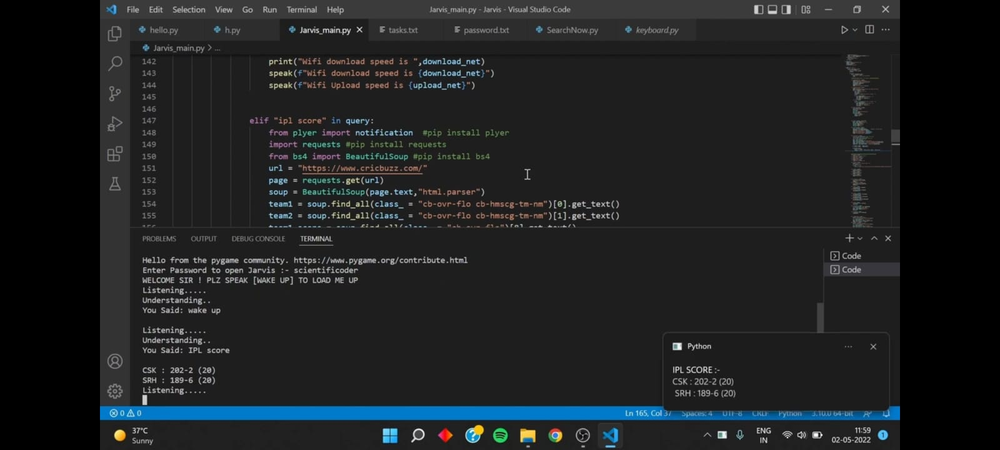 File Edit Selection View Go Run Terminal Help
Jarvis_main.py - Jarvis - Visual Studio Code
hello.py h.py Jarvis_main.py tasks.txt password.txt SearchNow.py keyboard.py
Jarvis_main.py > ...
142 print("Wifi download speed is ",download_net)
143 speak(f"Wifi download speed is {download_net}")
144 speak(f"Wifi Upload speed is {upload_net}")
145
146
147 elif "ipl score" in query:
148 from plyer import notification #pip install plyer
149 import requests #pip install requests
150 from bs4 import BeautifulSoup #pip install bs4
151 url = "https://www.cricbuzz.com/"
152 page = requests.get(url)
153 soup = BeautifulSoup(page.text,"html.parser")
154 team1 = soup.find_all(class_ = "cb-ovr-flo cb-hmscg-tm-nm")[0].get_text()
155 team2 = soup.find_all(class_ = "cb-ovr-flo cb-hmscg-tm-nm")[1].get_text()
PROBLEMS OUTPUT DEBUG CONSOLE TERMINAL
Code
Code
Hello from the pygame community. https://www.pygame.org/contribute.html
Enter Password to open Jarvis :- scientificoder
WELCOME SIR ! PLZ SPEAK [WAKE UP] TO LOAD ME UP
Listening.....
Understanding..
You Said: wake up
Listening.....
Understanding..
You Said: IPL score
CSK : 202-2 (20)
SRH : 189-6 (20)
Listening.....
Python
IPL SCORE :-
CSK : 202-2 (20)
SRH : 189-6 (20)
0 0 Ln 165, Col 37 Spaces: 4 UTF-8 CRLF Python 3.10.0 64-bit
37°C
Sunny
ENG
IN
11:59
02-05-2022
1